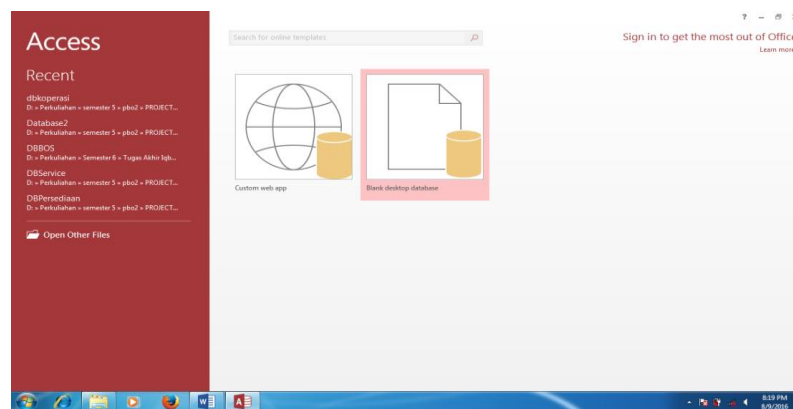 Access
Recent
dbkoperasi
D: » Perkuliahan » semester 5 » pbo2 » PROJECT...
Database2
D: » Perkuliahan » semester 5 » pbo2 » PROJECT...
DBBOS
D: » Perkuliahan » Semester 6 » Tugas Akhir Iqb...
DBService
D: » Perkuliahan » semester 5 » pbo2 » PROJECT...
DBPersediaan
D: » Perkuliahan » semester 5 » pbo2 » PROJECT...
Open Other Files
Search for online templates
?
Sign in to get the most out of Office
Learn more
Custom web app
Blank desktop database
8:19 PM
8/9/2016